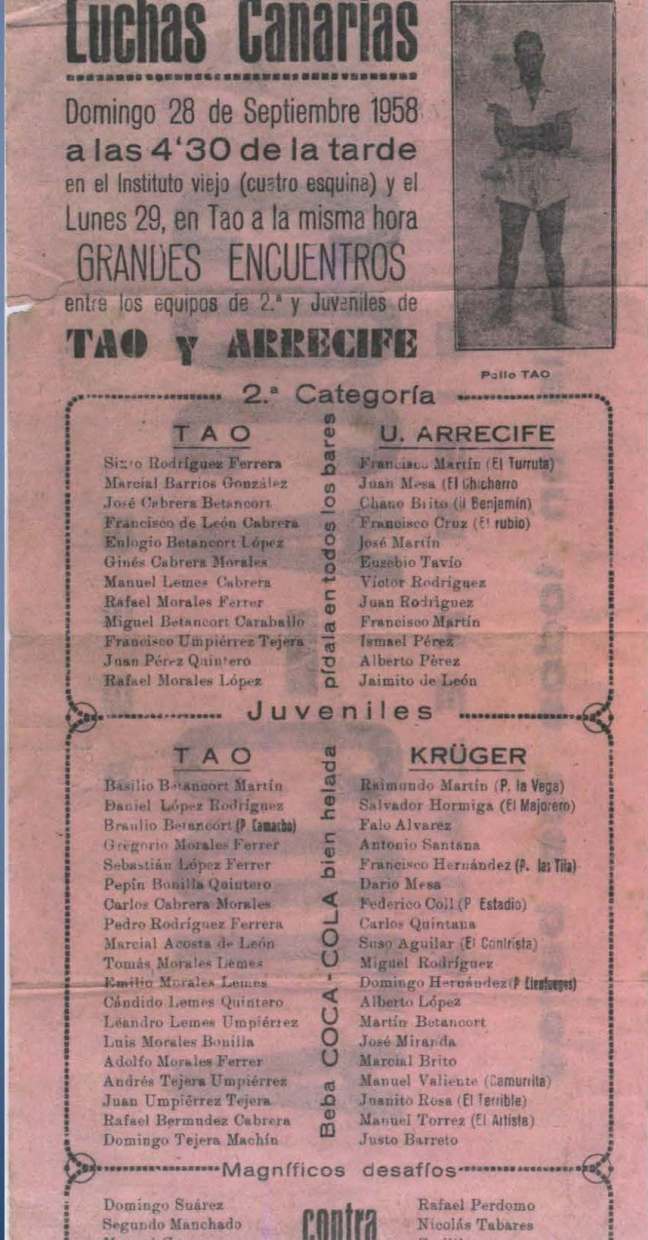 Luchas Canarias
Domingo 28 de Septiembre 1958
a las 4'30 de la tarde
en el Instituto viejo (cuatro esquina) y el
Lunes 29, en Tao a la misma hora
GRANDES ENCUENTROS
entre los equipos de 2.ª y Juveniles de
TAO y ARRECIFE
Pollo TAO
2.ª Categoría
TAO
Sixto Rodríguez Ferrera
Marcial Barrios González
José Cabrera Betancort
Francisco de León Cabrera
Eulogio Betancort López
Ginés Cabrera Morales
Manuel Lemes Cabrera
Rafael Morales Ferrer
Miguel Betancort Caraballo
Francisco Umpiérrez Tejera
Juan Pérez Quintero
Rafael Morales López
pídala en todos los bares
U. ARRECIFE
Francisco Martín (El Turruta)
Juan Mesa (El Chicharro
Chano Brito (il Benjamín)
Francisco Cruz (El rubio)
José Martín
Eusebio Tavío
Víctor Rodríguez
Juan Rodríguez
Francisco Martín
Ismael Pérez
Alberto Pérez
Jaimito de León
Juveniles
TAO
Basilio Betancort Martín
Daniel López Rodríguez
Braulio Betancort (P. Camacho)
Gregorio Morales Ferrer
Sebastián López Ferrer
Pepín Bonilla Quintero
Carlos Cabrera Morales
Pedro Rodríguez Ferrera
Marcial Acosta de León
Tomás Morales Lemes
Emilio Morales Lemes
Cándido Lemes Quintero
Leandro Lemes Umpiérrez
Luis Morales Bonilla
Adolfo Morales Ferrer
Andrés Tejera Umpiérrez
Juan Umpiérrez Tejera
Rafael Bermudez Cabrera
Domingo Tejera Machín
Beba COCA-COLA bien helada
KRÜGER
Raimundo Martín (P. la Vega)
Salvador Hormiga (El Majorero)
Falo Alvarez
Antonio Santana
Francisco Hernández (P. las Tila)
Dario Mesa
Federico Coll (P Estadio)
Carlos Quintana
Suso Aguilar (El Contrista)
Miguel Rodríguez
Domingo Hernández (P Cienfuegos)
Alberto López
Martín Betancort
José Miranda
Marcial Brito
Manuel Valiente (Camurrita)
Juanito Rosa (El Terrible)
Manuel Torrez (El Artista)
Justo Barreto
Magníficos desafíos
Domingo Suárez
Segundo Manchado
contra
Rafael Perdomo
Nicolás Tabares